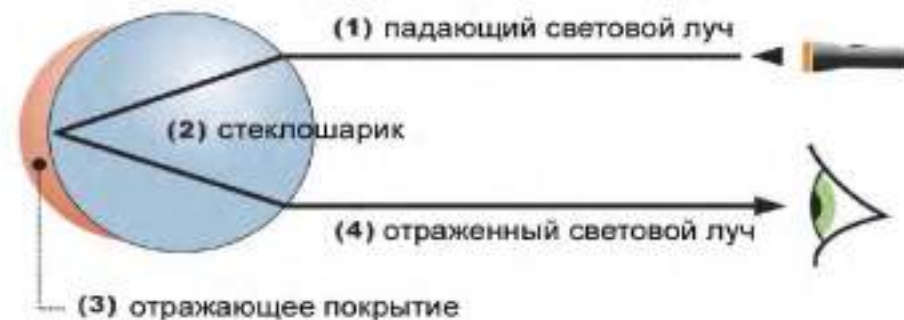 (1) падающий световой луч
(2) стеклошарик
(4) отраженный световой луч
(3) отражающее покрытие